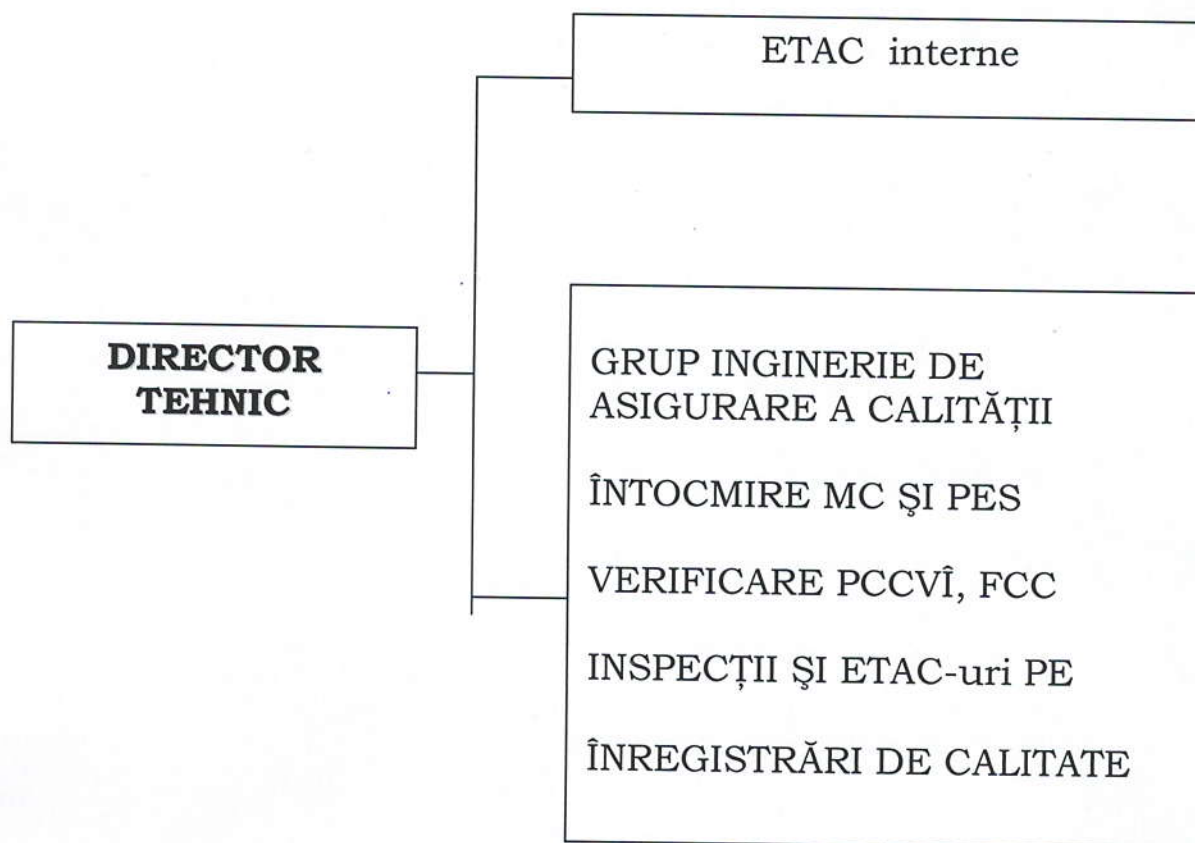 ETAC interne
DIRECTOR
TEHNIC
GRUP INGINERIE DE
ASIGURARE A CALITĂȚII
ÎNTOCMIRE MC ŞI PES
VERIFICARE PCCVÎ, FCC
INSPECȚII ŞI ETAC-uri PE
ÎNREGISTRĂRI DE CALITATE